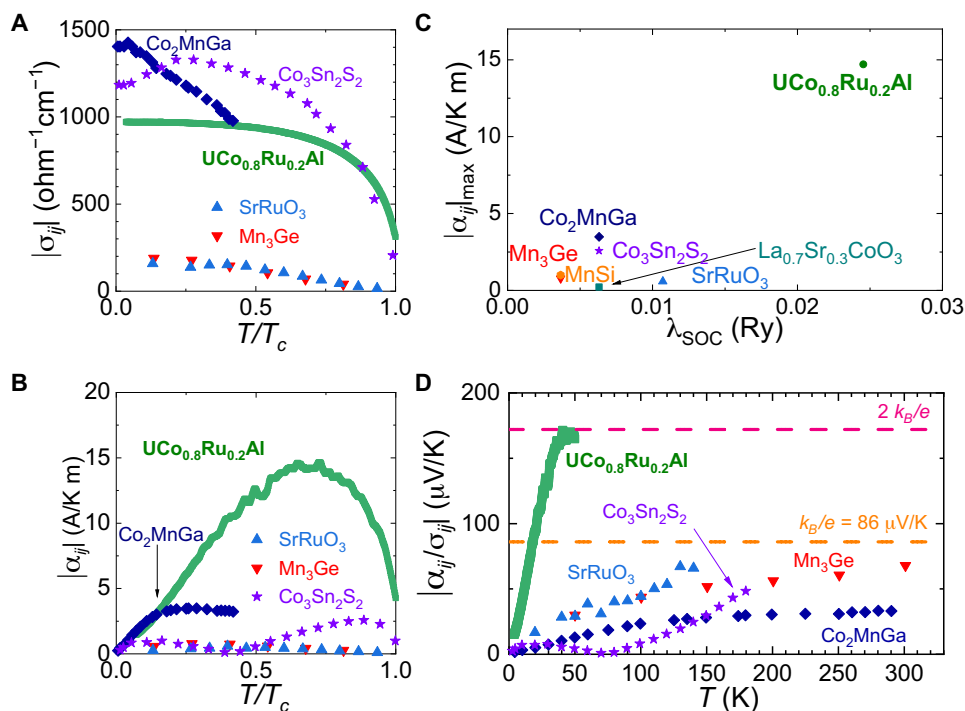 A
1500
1000
500
0
|σij| (ohm⁻¹cm⁻¹)
Co₂MnGa
Co₃Sn₂S₂
UCo₀.₈Ru₀.₂Al
SrRuO₃
Mn₃Ge
0.0 0.5 1.0
T/Tc
C
15
10
5
0
|αij|max (A/K m)
UCo₀.₈Ru₀.₂Al
Co₂MnGa
Mn₃Ge
Co₃Sn₂S₂
La₀.₇Sr₀.₃CoO₃
MnSi
SrRuO₃
0.00 0.01 0.02 0.03
λSOC (Ry)
B
20
15
10
5
0
|αij| (A/K m)
UCo₀.₈Ru₀.₂Al
Co₂MnGa
SrRuO₃
Mn₃Ge
Co₃Sn₂S₂
0.0 0.5 1.0
T/Tc
D
200
100
0
|αij/σij| (μV/K)
2 kB/e
UCo₀.₈Ru₀.₂Al
Co₃Sn₂S₂
kB/e = 86 μV/K
SrRuO₃
Mn₃Ge
Co₂MnGa
0 50 100 150 200 250 300
T (K)